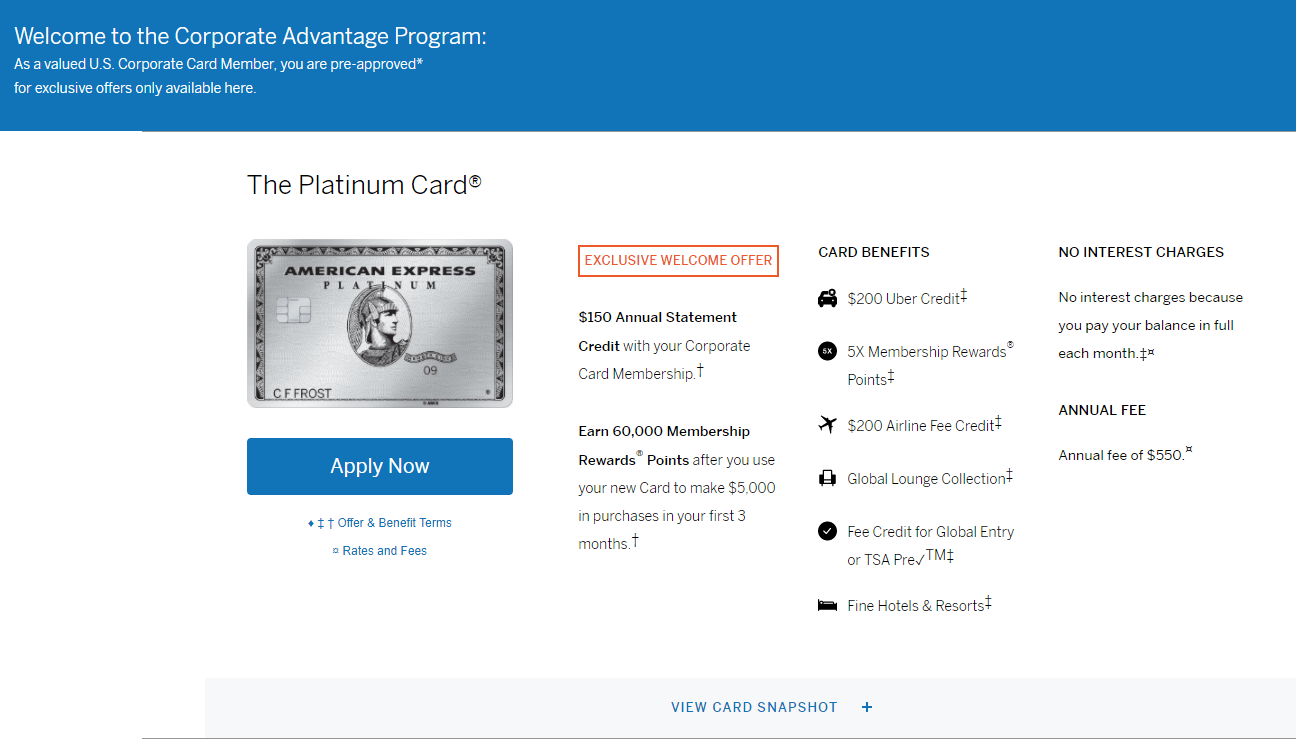 Welcome to the Corporate Advantage Program:
As a valued U.S. Corporate Card Member, you are pre-approved*
for exclusive offers only available here.
The Platinum Card®
AMERICAN EXPRESS
PLATINUM
09
C F FROST
Apply Now
♦ ‡ † Offer & Benefit Terms
¤ Rates and Fees
EXCLUSIVE WELCOME OFFER
$150 Annual Statement
Credit with your Corporate
Card Membership.†
Earn 60,000 Membership
Rewards® Points after you use
your new Card to make $5,000
in purchases in your first 3
months.†
CARD BENEFITS
$200 Uber Credit‡
5X
5X Membership Rewards®
Points‡
$200 Airline Fee Credit‡
Global Lounge Collection‡
Fee Credit for Global Entry
or TSA Pre✓TM‡
Fine Hotels & Resorts‡
NO INTEREST CHARGES
No interest charges because
you pay your balance in full
each month.‡¤
ANNUAL FEE
Annual fee of $550.¤
VIEW CARD SNAPSHOT +